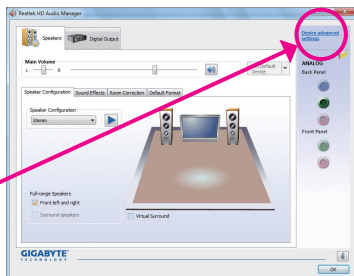 Realtek HD Audio Manager
Speakers
Digital Output
Device advanced
settings
Main Volume
L
R
Default
Device
ANALOG
Back Panel
Speaker Configuration
Sound Effects
Room Correction
Default Format
Speaker Configuration
Stereo
Front Panel
Full-range Speakers
Front left and right
Surround speakers
Virtual Surround
GIGABYTE
TECHNOLOGY
OK